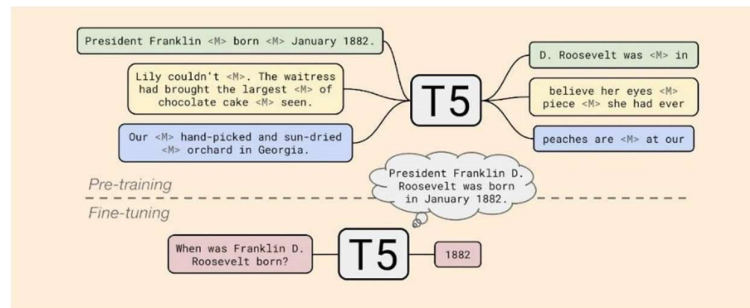 President Franklin <M> born <M> January 1882.
D. Roosevelt was <M> in
Lily couldn't <M>. The waitress
had brought the largest <M> of
chocolate cake <M> seen.
believe her eyes <M>
piece <M> she had ever
Our <M> hand-picked and sun-dried
<M> orchard in Georgia.
peaches are <M> at our
T5
President Franklin D.
Roosevelt was born
in January 1882.
Pre-training
Fine-tuning
When was Franklin D.
Roosevelt born?
T5
1882